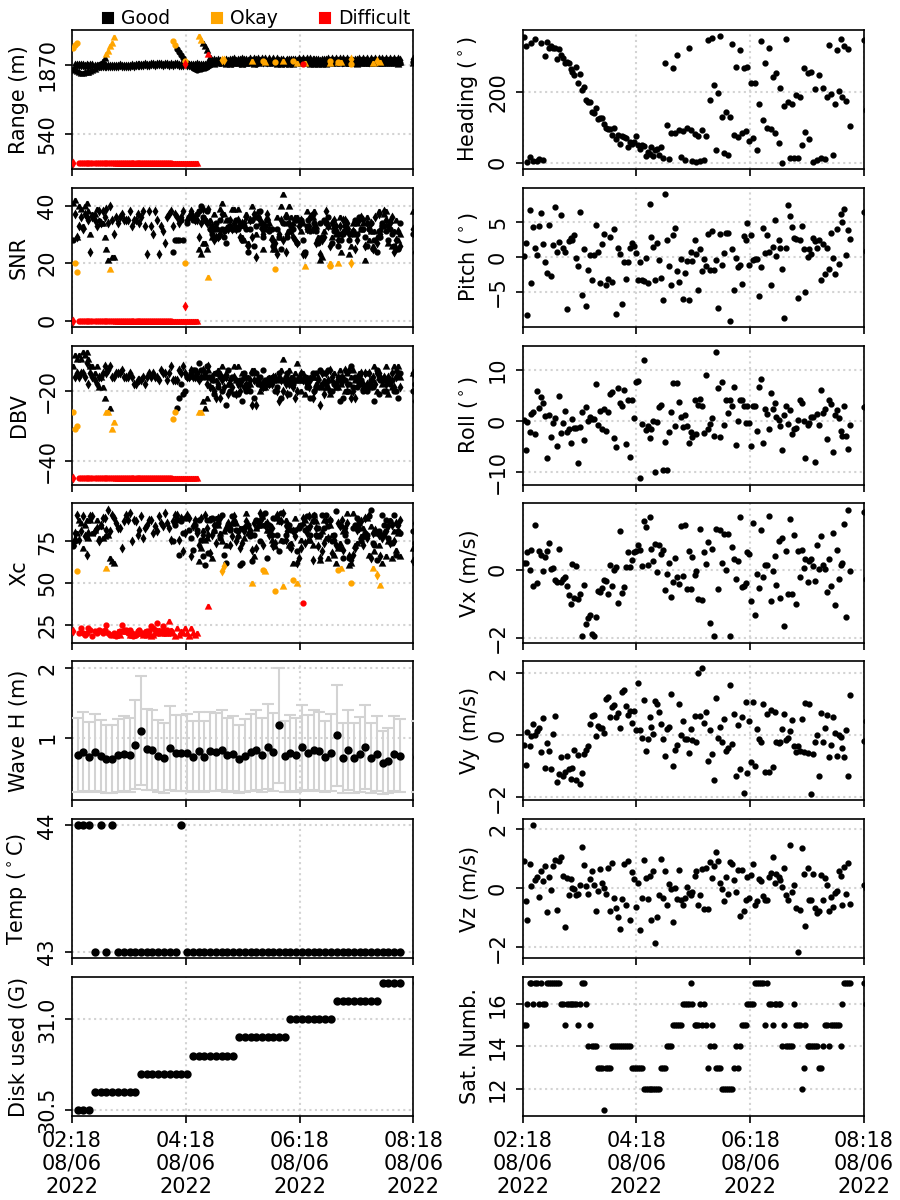 Good Okay Difficult
Range (m)
1870
540
Heading (°)
200
0
SNR
40
20
0
Pitch (°)
5
0
−5
DBV
−20
−40
Roll (°)
10
0
−10
Xc
75
50
25
Vx (m/s)
0
−2
Wave H (m)
2
1
Vy (m/s)
2
0
−2
Temp (°C)
44
43
Vz (m/s)
2
0
−2
Disk used (G)
31.0
30.5
Sat. Numb.
16
14
12
02:18 04:18 06:18 08:18 02:18 04:18 06:18 08:18
08/06 08/06 08/06 08/06 08/06 08/06 08/06 08/06
2022 2022 2022 2022 2022 2022 2022 2022